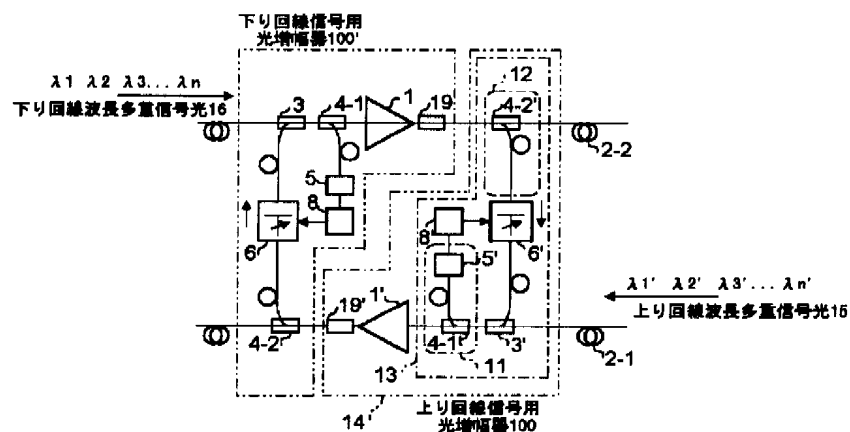 下り回線信号用
光増幅器100'
λ1 λ2 λ3...λn
下り回線波長多重信号光16
3
4-1
1
19
12
4-2'
2-2
5
8
6
8'
5'
6'
λ1' λ2' λ3'...λn'
上り回線波長多重信号光15
19'
1'
4-2
4-1'
3'
2-1
13
11
14
上り回線信号用
光増幅器100